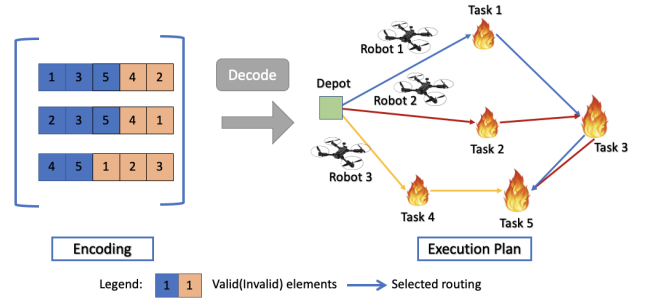 Task 1
Robot 1
1 3 5 4 2
Decode
Depot
Robot 2
2 3 5 4 1
Task 2
Task 3
4 5 1 2 3
Robot 3
Task 4
Task 5
Encoding
Execution Plan
Legend: 1 1 Valid(Invalid) elements Selected routing